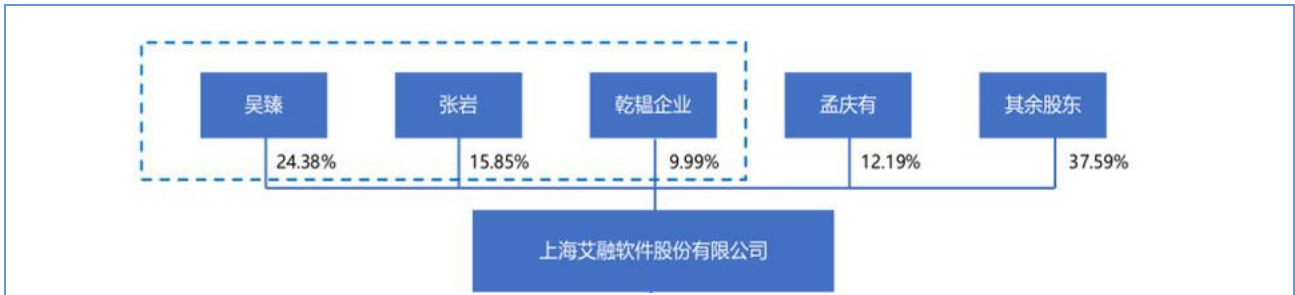 吴臻
张岩
乾韫企业
孟庆有
其余股东
24.38%
15.85%
9.99%
12.19%
37.59%
上海艾融软件股份有限公司